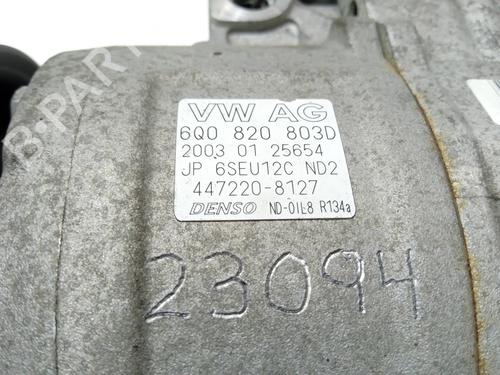 VW AG
6Q0 820 803D
2003 01 25654
JP 6SEU12C ND2
447220-8127
DENSO ND-OIL8 R134a
23094
B-PARTS